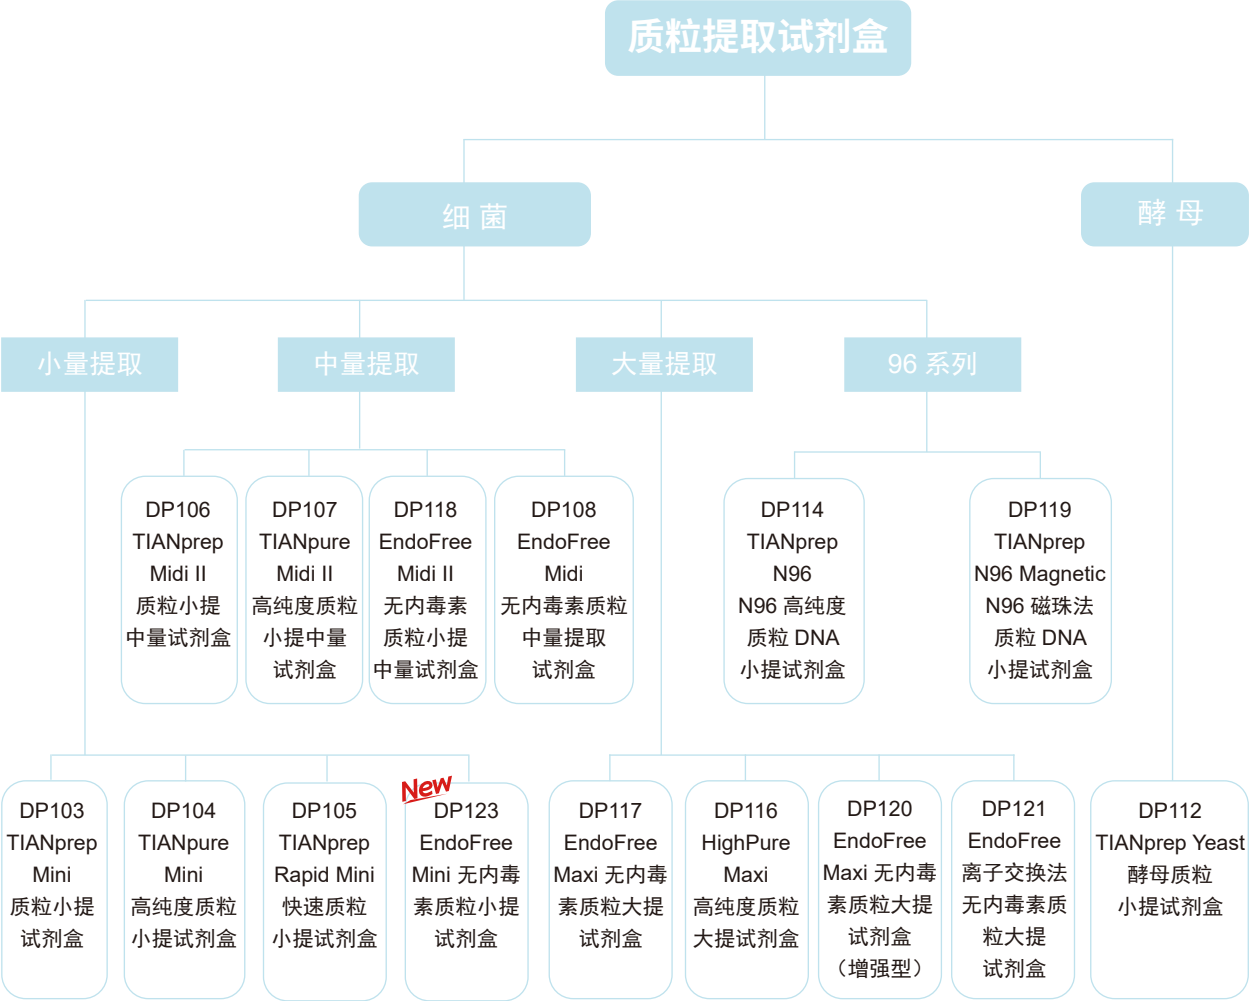 质粒提取试剂盒
细 菌
酵 母
小量提取
中量提取
大量提取
96 系列
DP106
TIANprep
Midi II
质粒小提
中量试剂盒
DP107
TIANpure
Midi II
高纯度质粒
小提中量
试剂盒
DP118
EndoFree
Midi II
无内毒素
质粒小提
中量试剂盒
DP108
EndoFree
Midi
无内毒素质粒
中量提取
试剂盒
DP114
TIANprep
N96
N96 高纯度
质粒 DNA
小提试剂盒
DP119
TIANprep
N96 Magnetic
N96 磁珠法
质粒 DNA
小提试剂盒
DP103
TIANprep
Mini
质粒小提
试剂盒
DP104
TIANpure
Mini
高纯度质粒
小提试剂盒
DP105
TIANprep
Rapid Mini
快速质粒
小提试剂盒
New
DP123
EndoFree
Mini 无内毒
素质粒小提
试剂盒
DP117
EndoFree
Maxi 无内毒
素质粒大提
试剂盒
DP116
HighPure
Maxi
高纯度质粒
大提试剂盒
DP120
EndoFree
Maxi 无内毒
素质粒大提
试剂盒
（增强型）
DP121
EndoFree
离子交换法
无内毒素质
粒大提
试剂盒
DP112
TIANprep Yeast
酵母质粒
小提试剂盒